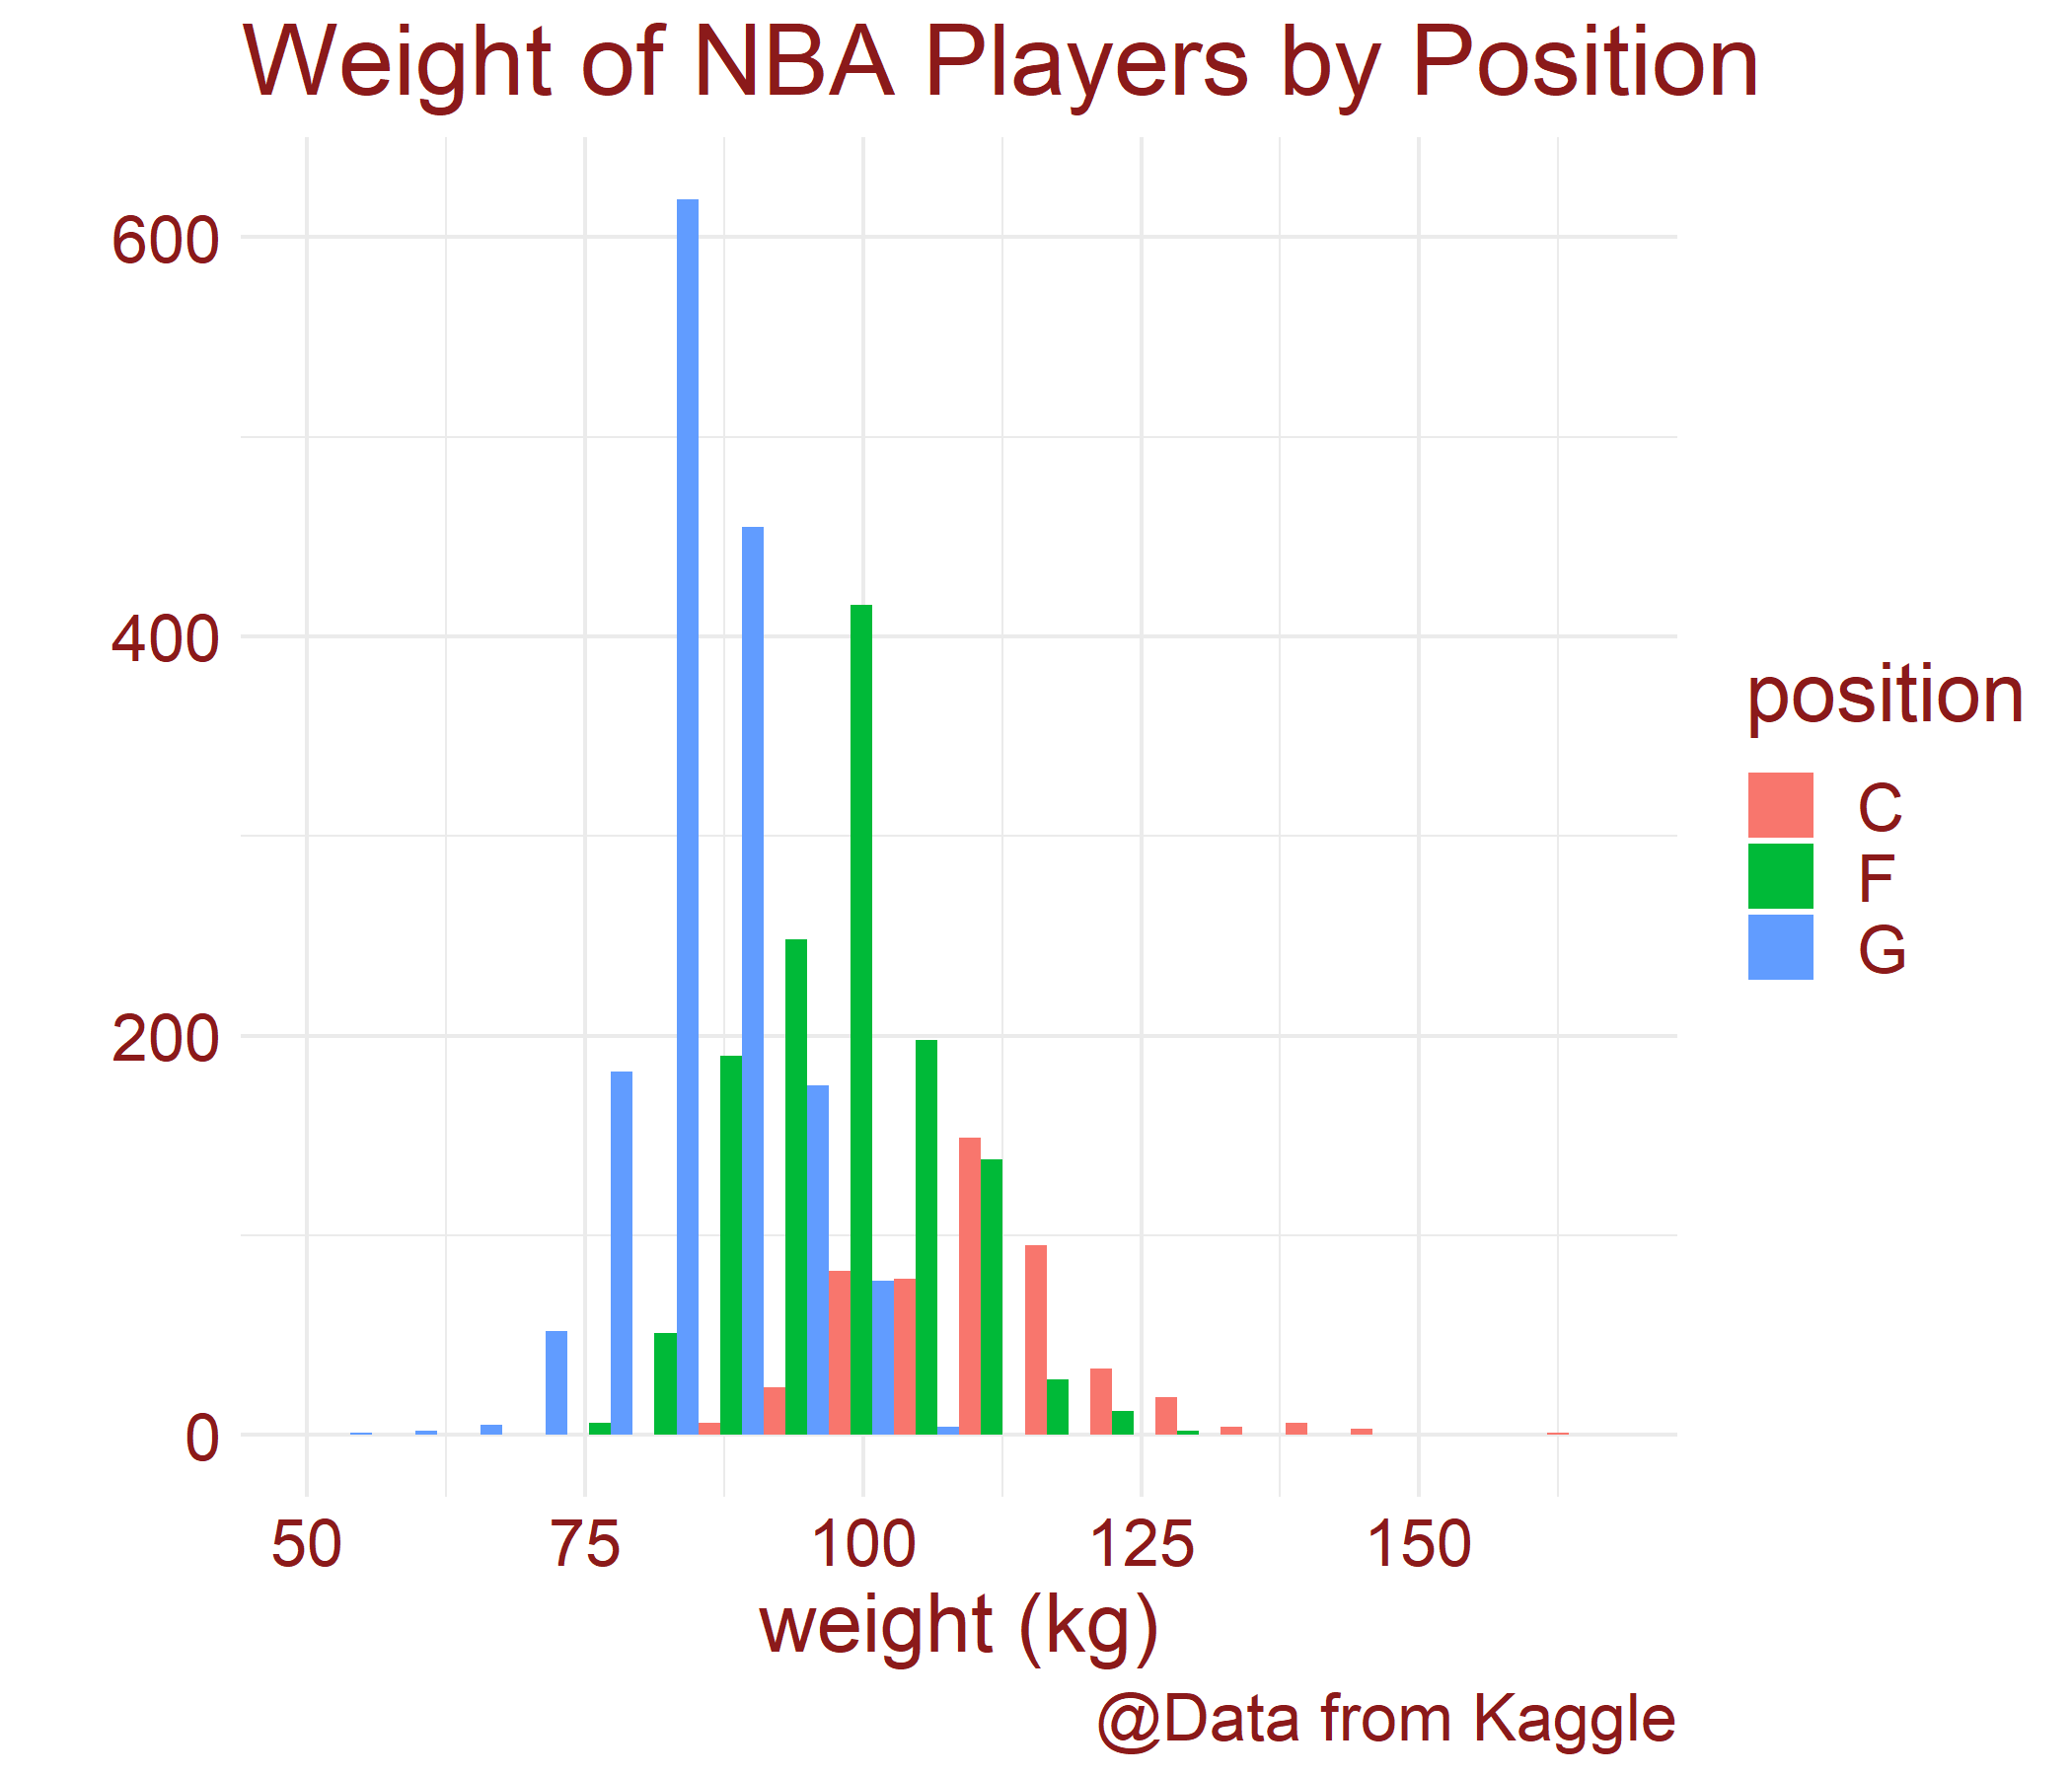 Weight of NBA Players by Position
600
400
200
0
50 75 100 125 150
weight (kg)
position
C
F
G
@Data from Kaggle